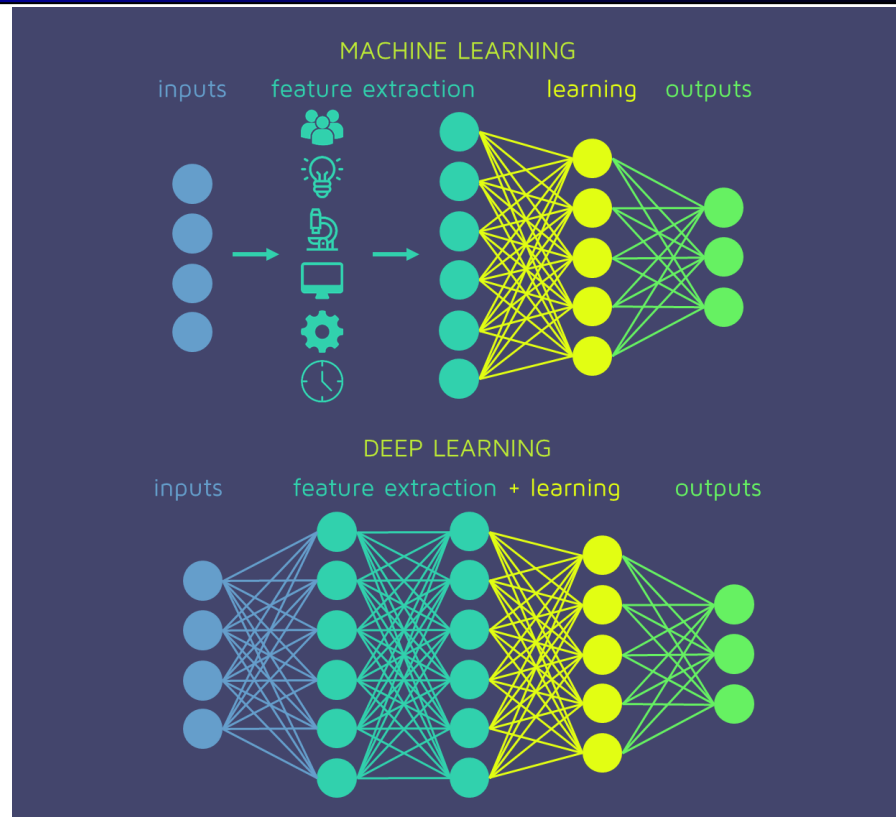 MACHINE LEARNING
inputs feature extraction learning outputs
DEEP LEARNING
inputs feature extraction + learning outputs